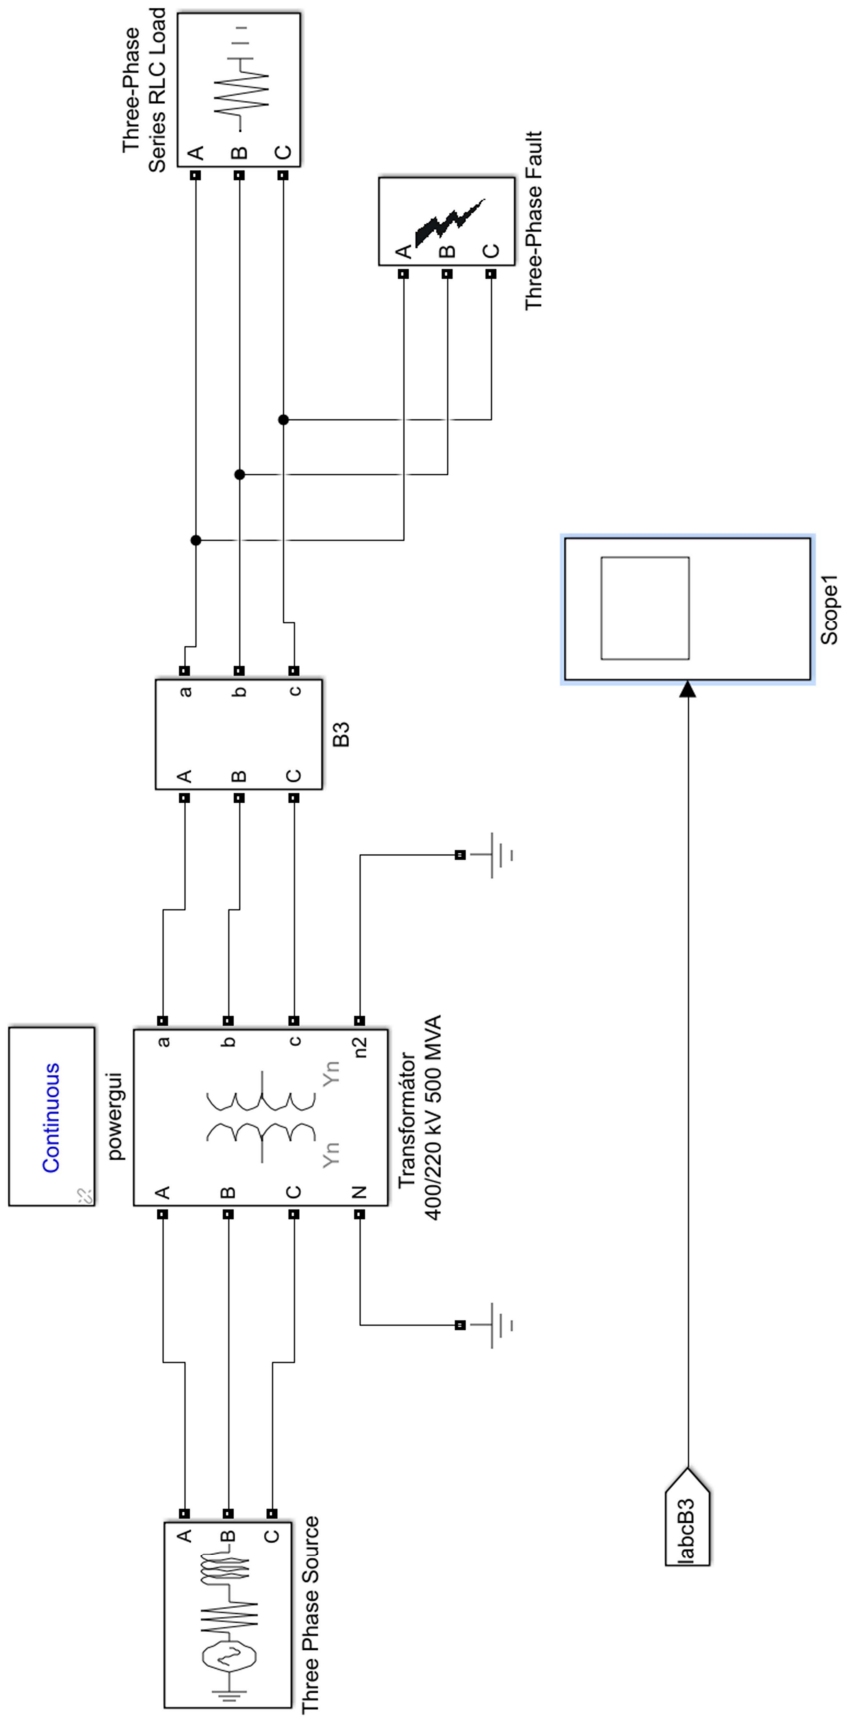 Continuous
powergui
Three Phase Source
A
B
C
A
B
C
N
Yn
Yn
a
b
c
n2
Transformátor
400/220 kV 500 MVA
A
B
C
a
b
c
B3
Three-Phase
Series RLC Load
A
B
C
A
B
C
Three-Phase Fault
IabcB3
Scope1